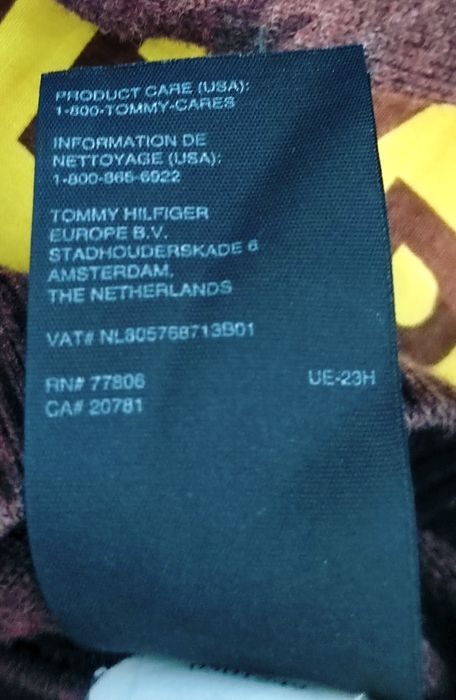 PRODUCT CARE (USA):
1-800-TOMMY-CARES
INFORMATION DE
NETTOYAGE (USA):
1-800-866-6922
TOMMY HILFIGER
EUROPE B.V.
STADHOUDERSKADE 6
AMSTERDAM,
THE NETHERLANDS
VAT# NL805768713B01
RN# 77806 UE-23H
CA# 20781